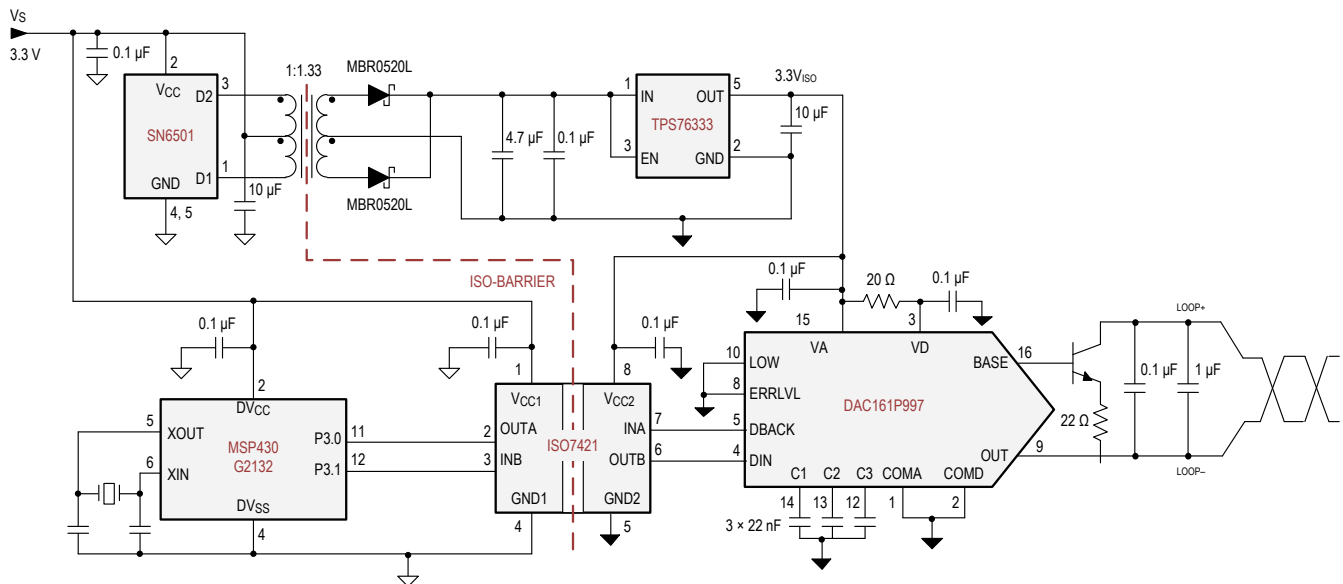 VS
3.3 V
0.1 µF
2
VCC
D2
3
SN6501
D1
1
GND
4, 5
10 µF
1:1.33
MBR0520L
MBR0520L
4.7 µF
0.1 µF
1
IN
OUT
5
TPS76333
3
EN
GND
2
3.3VISO
10 µF
ISO-BARRIER
0.1 µF
2
DVCC
5
XOUT
6
XIN
MSP430
G2132
P3.0
11
P3.1
12
DVSS
4
0.1 µF
1
VCC1
OUTA
2
INB
3
GND1
4
ISO7421
0.1 µF
8
VCC2
INA
7
OUTB
6
GND2
5
0.1 µF
20 Ω
0.1 µF
15
VA
3
VD
10
LOW
8
ERRLVL
5
DBACK
4
DIN
DAC161P997
BASE
16
OUT
9
C1
C2
C3
COMA
COMD
14
13
12
1
2
3 × 22 nF
22 Ω
0.1 µF
1 µF
LOOP+
LOOP–